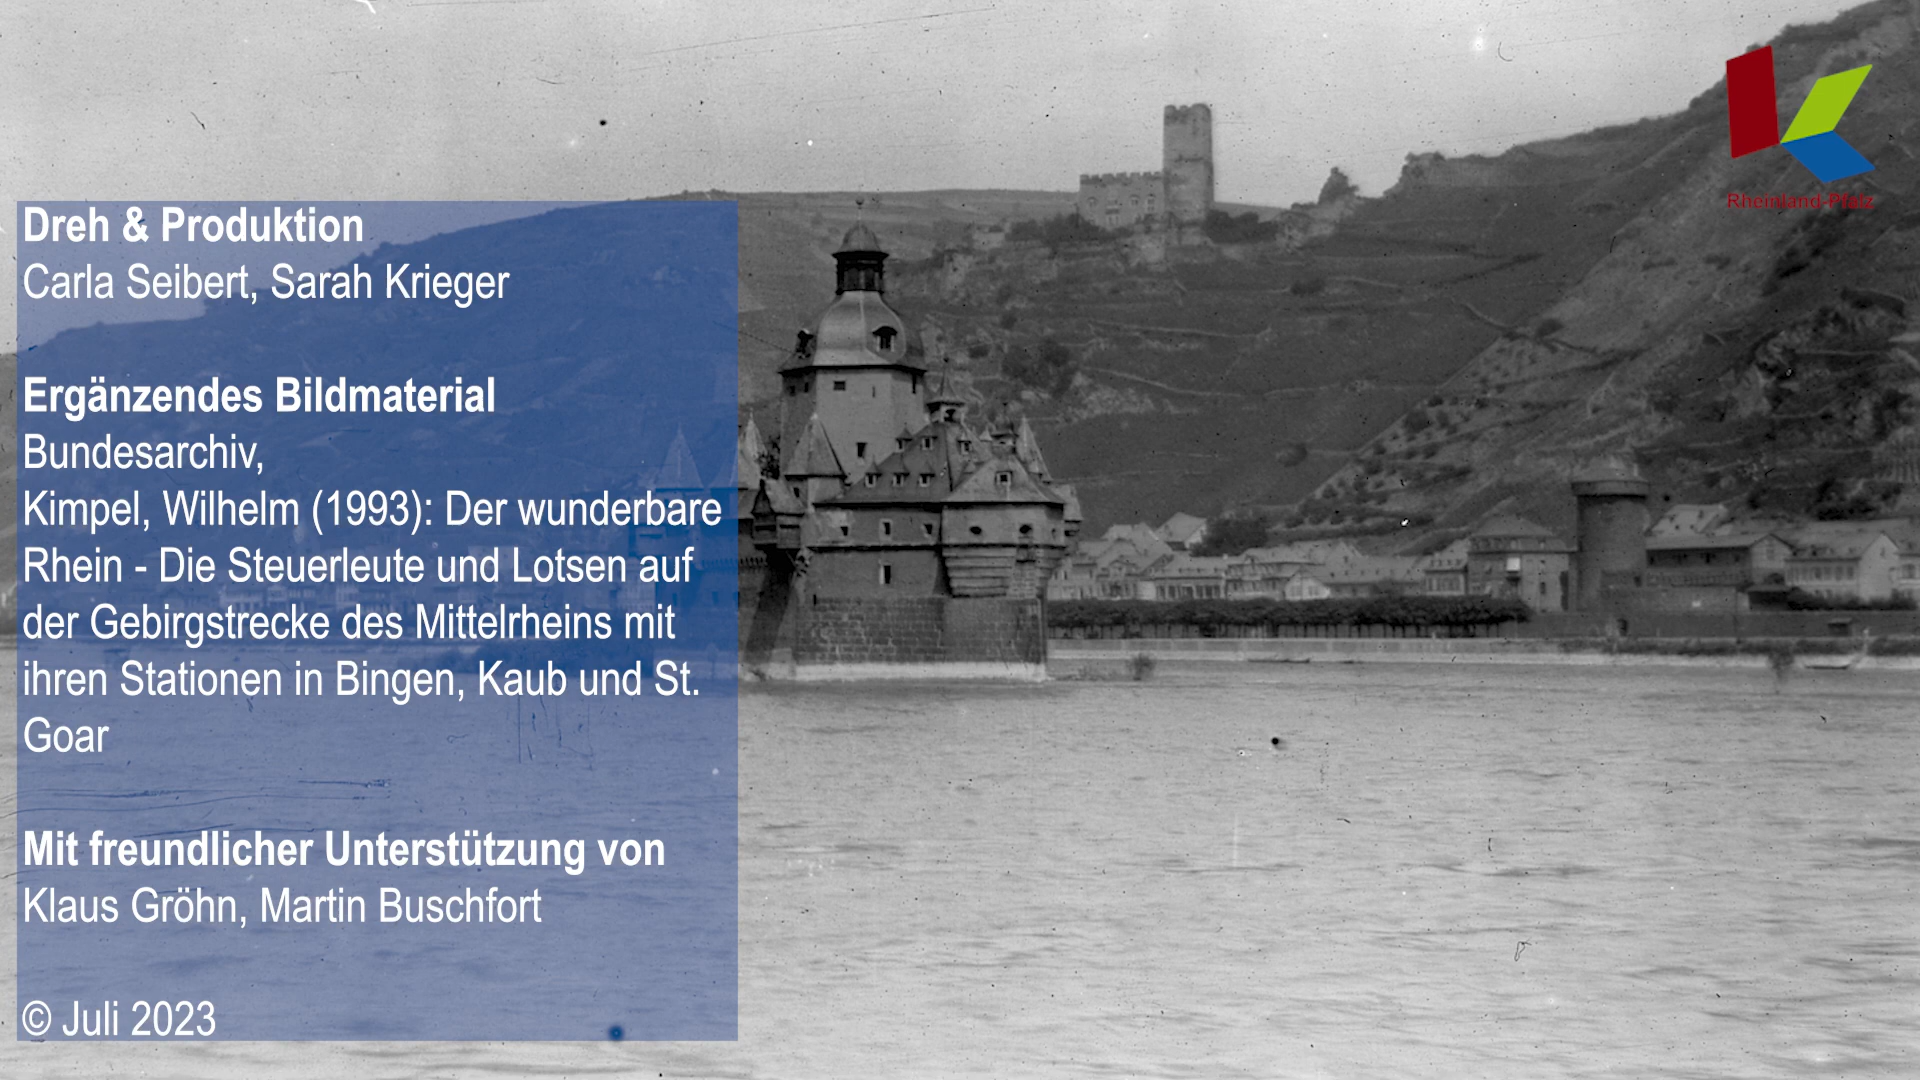 Rheinland-Pfalz
Dreh & Produktion
Carla Seibert, Sarah Krieger
Ergänzendes Bildmaterial
Bundesarchiv,
Kimpel, Wilhelm (1993): Der wunderbare
Rhein - Die Steuerleute und Lotsen auf
der Gebirgstrecke des Mittelrheins mit
ihren Stationen in Bingen, Kaub und St.
Goar
Mit freundlicher Unterstützung von
Klaus Gröhn, Martin Buschfort
© Juli 2023